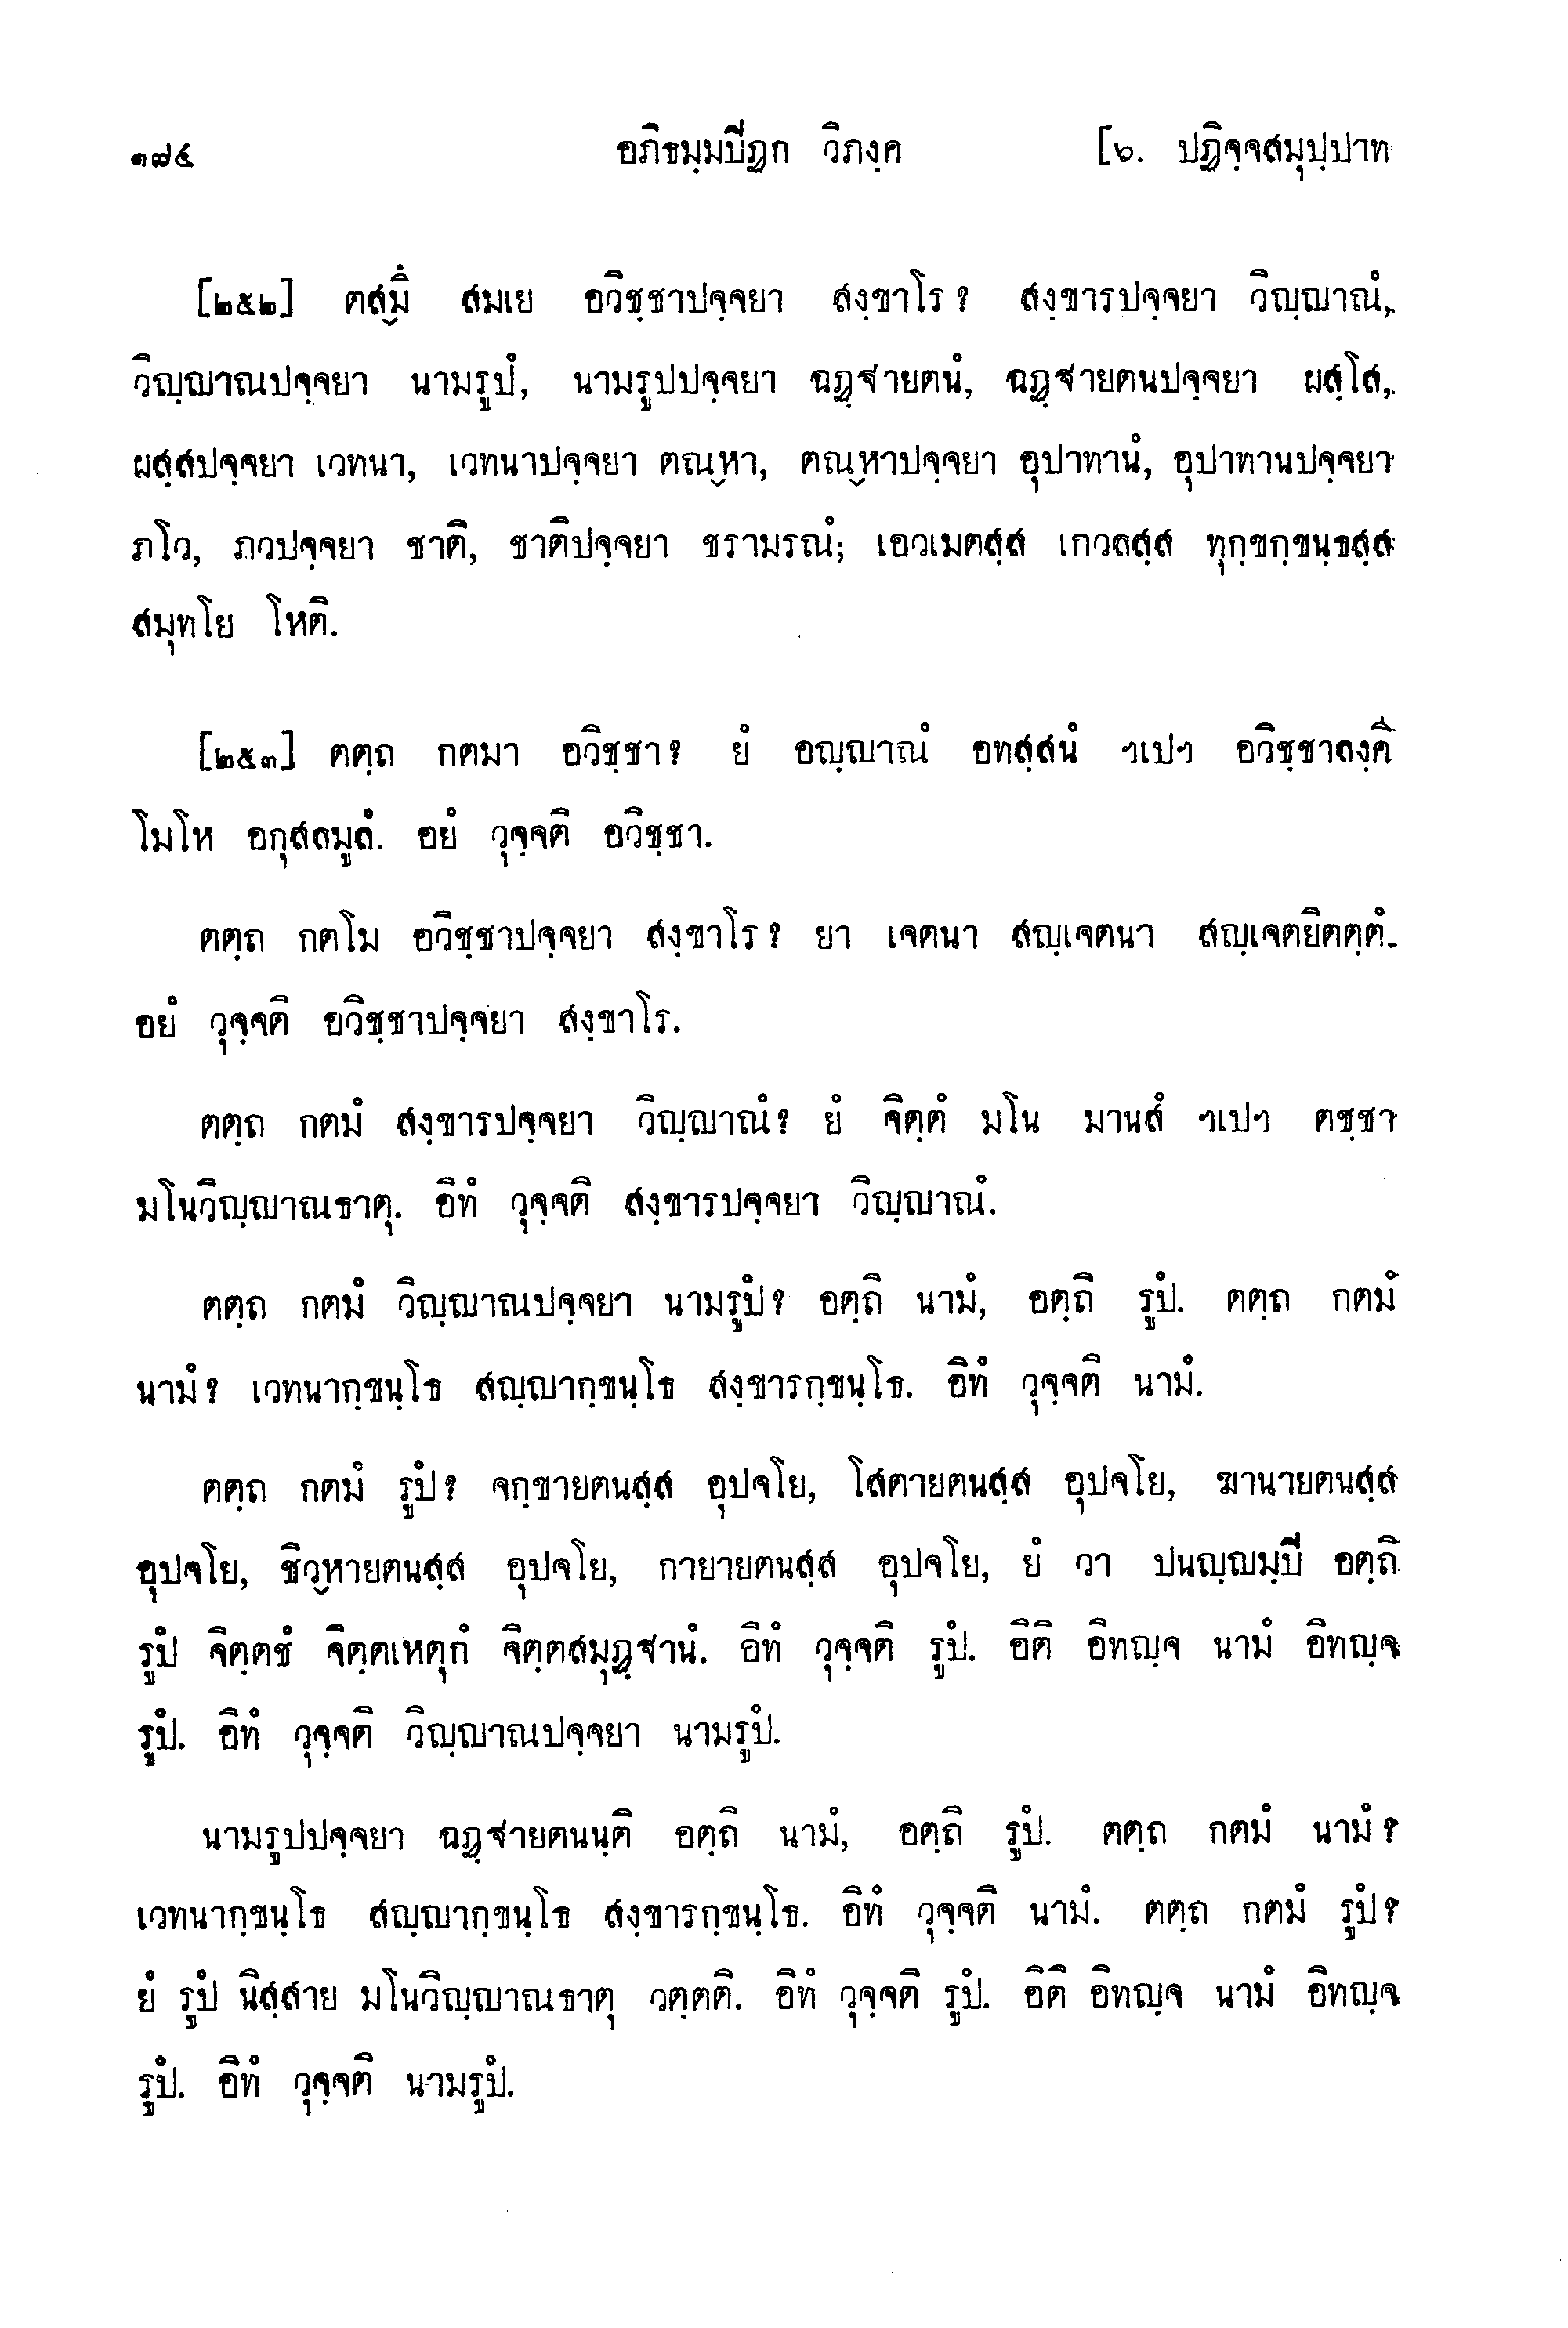 ๑๗๔ อภิธมฺมปิฏก วิภงฺค [๖. ปฏิจฺจสมุปฺปาท
[๒๕๒] ตสฺมึ สมเย อวิชฺชาปจฺจยา สงฺขาโร? สงฺขารปจฺจยา วิญฺญาณํ,
วิญฺญาณปจฺจยา นามรูปํ, นามรูปปจฺจยา ฉฏฺฐายตนํ, ฉฏฺฐายตนปจฺจยา ผสฺโส,
ผสฺสปจฺจยา เวทนา, เวทนาปจฺจยา ตณฺหา, ตณฺหาปจฺจยา อุปาทานํ, อุปาทานปจฺจยา
ภโว, ภวปจฺจยา ชาติ, ชาติปจฺจยา ชรามรณํ; เอวเมตสฺส เกวลสฺส ทุกฺขกฺขนฺธสฺส
สมุทโย โหติ.
[๒๕๓] ตตฺถ กตมา อวิชฺชา? ยํ อญฺญาณํ อทสฺสนํ ฯเปฯ อวิชฺชาลงฺคี
โมโห อกุสลมูลํ. อยํ วุจฺจติ อวิชฺชา.
ตตฺถ กตโม อวิชฺชาปจฺจยา สงฺขาโร? ยา เจตนา สญฺเจตนา สญฺเจตยิตตฺตํ.
อยํ วุจฺจติ อวิชฺชาปจฺจยา สงฺขาโร.
ตตฺถ กตมํ สงฺขารปจฺจยา วิญฺญาณํ? ยํ จิตฺตํ มโน มานสํ ฯเปฯ ตชฺชา
มโนวิญฺญาณธาตุ. อิทํ วุจฺจติ สงฺขารปจฺจยา วิญฺญาณํ.
ตตฺถ กตมํ วิญฺญาณปจฺจยา นามรูปํ? อตฺถิ นามํ, อตฺถิ รูปํ. ตตฺถ กตมํ
นามํ? เวทนากฺขนฺโธ สญฺญากฺขนฺโธ สงฺขารกฺขนฺโธ. อิทํ วุจฺจติ นามํ.
ตตฺถ กตมํ รูปํ? จกฺขายตนสฺส อุปจโย, โสตายตนสฺส อุปจโย, ฆานายตนสฺส
อุปจโย, ชิวฺหายตนสฺส อุปจโย, กายายตนสฺส อุปจโย, ยํ วา ปนญฺญมฺปิ อตฺถิ
รูปํ จิตฺตชํ จิตฺตเหตุกํ จิตฺตสมุฏฺฐานํ. อิทํ วุจฺจติ รูปํ. อิติ อิทญฺจ นามํ อิทญฺจ
รูปํ. อิทํ วุจฺจติ วิญฺญาณปจฺจยา นามรูปํ.
นามรูปปจฺจยา ฉฏฺฐายตนนฺติ อตฺถิ นามํ, อตฺถิ รูปํ. ตตฺถ กตมํ นามํ?
เวทนากฺขนฺโธ สญฺญากฺขนฺโธ สงฺขารกฺขนฺโธ. อิทํ วุจฺจติ นามํ. ตตฺถ กตมํ รูปํ?
ยํ รูปํ นิสฺสาย มโนวิญฺญาณธาตุ วตฺตติ. อิทํ วุจฺจติ รูปํ. อิติ อิทญฺจ นามํ อิทญฺจ
รูปํ. อิทํ วุจฺจติ นามรูปํ.